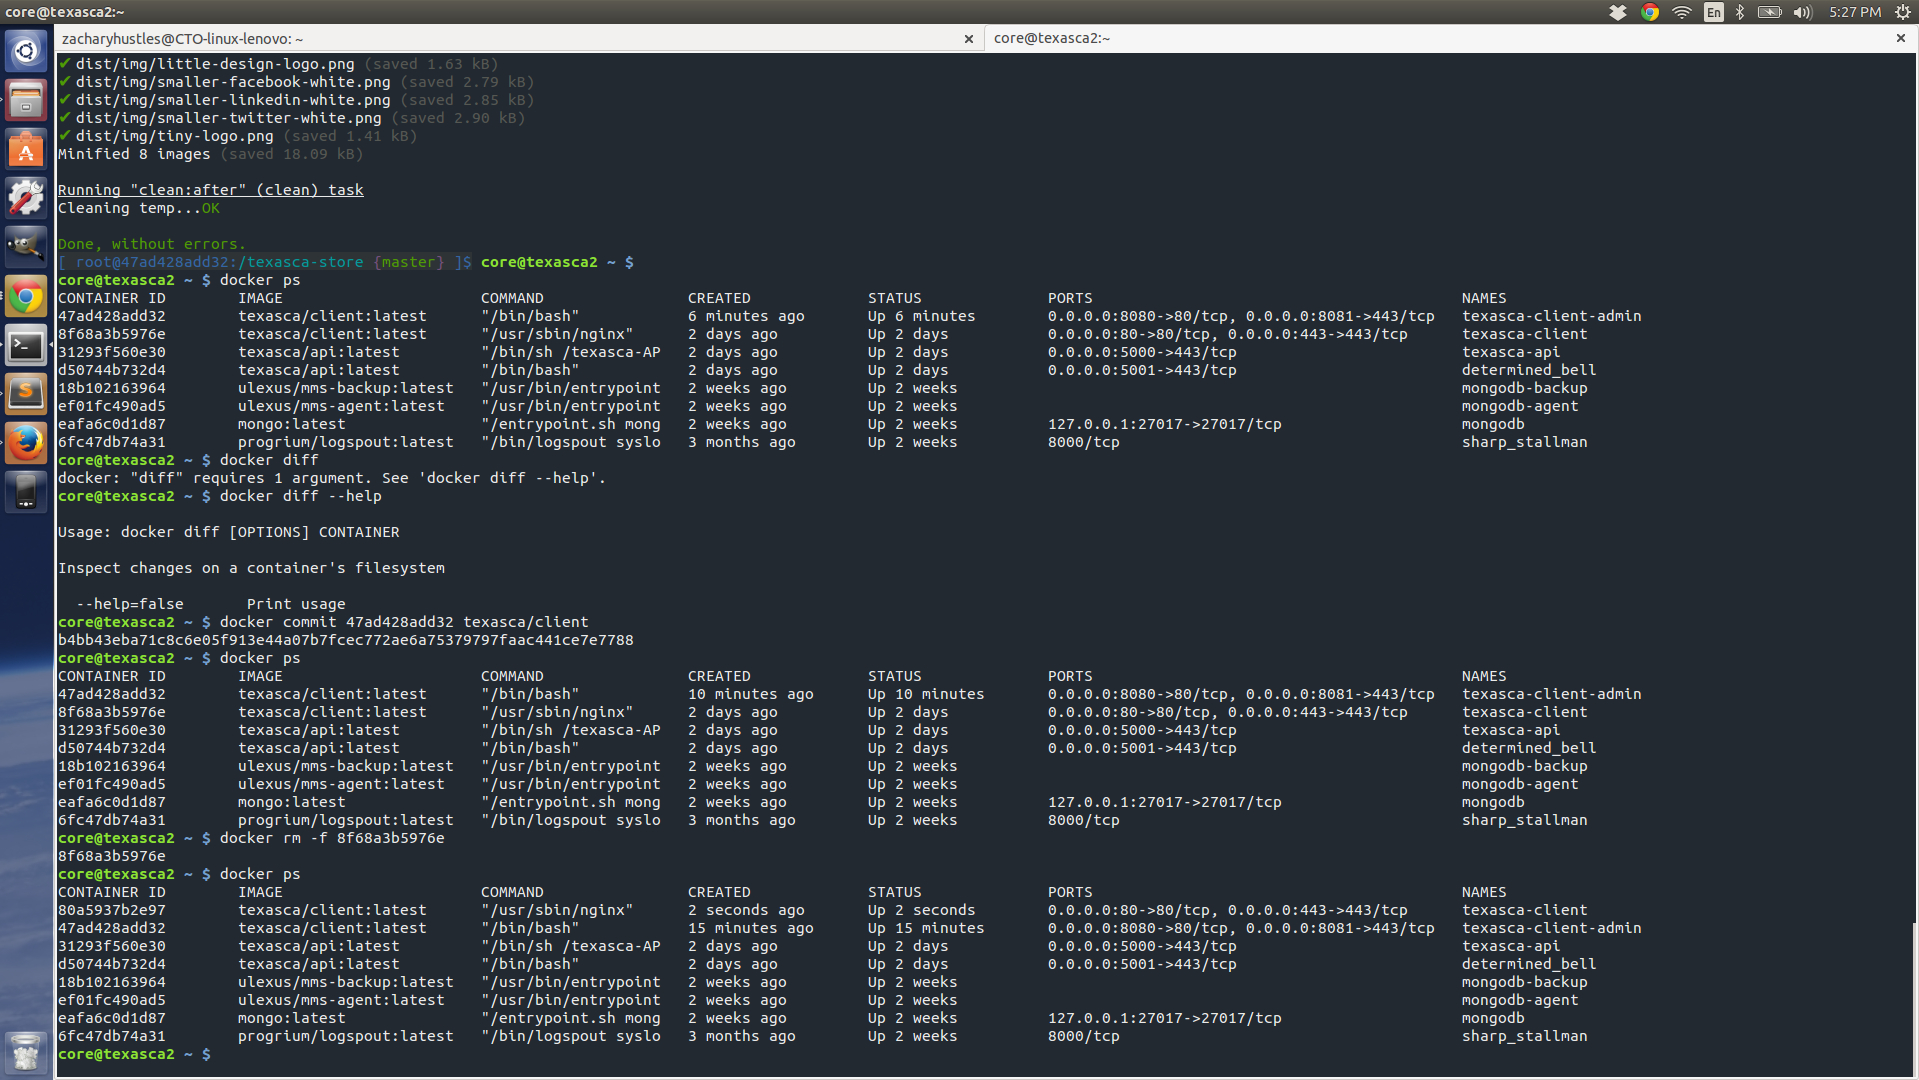 core@texasca2:~
En
5:27 PM
zacharyhustles@CTO-linux-lenovo: ~
core@texasca2:~
✔ dist/img/little-design-logo.png (saved 1.63 kB)
✔ dist/img/smaller-facebook-white.png (saved 2.79 kB)
✔ dist/img/smaller-linkedin-white.png (saved 2.85 kB)
✔ dist/img/smaller-twitter-white.png (saved 2.90 kB)
✔ dist/img/tiny-logo.png (saved 1.41 kB)
Minified 8 images (saved 18.09 kB)
Running "clean:after" (clean) task
Cleaning temp...OK
Done, without errors.
[ root@47ad428add32:/texasca-store {master} ]$ core@texasca2 ~ $
core@texasca2 ~ $ docker ps
CONTAINER ID        IMAGE                      COMMAND                CREATED             STATUS              PORTS                                         NAMES
47ad428add32        texasca/client:latest      "/bin/bash"            6 minutes ago       Up 6 minutes        0.0.0.0:8080->80/tcp, 0.0.0.0:8081->443/tcp   texasca-client-admin
8f68a3b5976e        texasca/client:latest      "/usr/sbin/nginx"      2 days ago          Up 2 days           0.0.0.0:80->80/tcp, 0.0.0.0:443->443/tcp      texasca-client
31293f560e30        texasca/api:latest         "/bin/sh /texasca-AP   2 days ago          Up 2 days           0.0.0.0:5000->443/tcp                         texasca-api
d50744b732d4        texasca/api:latest         "/bin/bash"            2 days ago          Up 2 days           0.0.0.0:5001->443/tcp                         determined_bell
18b102163964        ulexus/mms-backup:latest   "/usr/bin/entrypoint   2 weeks ago         Up 2 weeks                                                        mongodb-backup
ef01fc490ad5        ulexus/mms-agent:latest    "/usr/bin/entrypoint   2 weeks ago         Up 2 weeks                                                        mongodb-agent
eafa6c0d1d87        mongo:latest               "/entrypoint.sh mong   2 weeks ago         Up 2 weeks          127.0.0.1:27017->27017/tcp                    mongodb
6fc47db74a31        progrium/logspout:latest   "/bin/logspout syslo   3 months ago        Up 2 weeks          8000/tcp                                      sharp_stallman
core@texasca2 ~ $ docker diff
docker: "diff" requires 1 argument. See 'docker diff --help'.
core@texasca2 ~ $ docker diff --help
Usage: docker diff [OPTIONS] CONTAINER
Inspect changes on a container's filesystem
--help=false       Print usage
core@texasca2 ~ $ docker commit 47ad428add32 texasca/client
b4bb43eba71c8c6e05f913e44a07b7fcec772ae6a75379797faac441ce7e7788
core@texasca2 ~ $ docker ps
CONTAINER ID        IMAGE                      COMMAND                CREATED             STATUS              PORTS                                         NAMES
47ad428add32        texasca/client:latest      "/bin/bash"            10 minutes ago      Up 10 minutes       0.0.0.0:8080->80/tcp, 0.0.0.0:8081->443/tcp   texasca-client-admin
8f68a3b5976e        texasca/client:latest      "/usr/sbin/nginx"      2 days ago          Up 2 days           0.0.0.0:80->80/tcp, 0.0.0.0:443->443/tcp      texasca-client
31293f560e30        texasca/api:latest         "/bin/sh /texasca-AP   2 days ago          Up 2 days           0.0.0.0:5000->443/tcp                         texasca-api
d50744b732d4        texasca/api:latest         "/bin/bash"            2 days ago          Up 2 days           0.0.0.0:5001->443/tcp                         determined_bell
18b102163964        ulexus/mms-backup:latest   "/usr/bin/entrypoint   2 weeks ago         Up 2 weeks                                                        mongodb-backup
ef01fc490ad5        ulexus/mms-agent:latest    "/usr/bin/entrypoint   2 weeks ago         Up 2 weeks                                                        mongodb-agent
eafa6c0d1d87        mongo:latest               "/entrypoint.sh mong   2 weeks ago         Up 2 weeks          127.0.0.1:27017->27017/tcp                    mongodb
6fc47db74a31        progrium/logspout:latest   "/bin/logspout syslo   3 months ago        Up 2 weeks          8000/tcp                                      sharp_stallman
core@texasca2 ~ $ docker rm -f 8f68a3b5976e
8f68a3b5976e
core@texasca2 ~ $ docker ps
CONTAINER ID        IMAGE                      COMMAND                CREATED             STATUS              PORTS                                         NAMES
80a5937b2e97        texasca/client:latest      "/usr/sbin/nginx"      2 seconds ago       Up 2 seconds        0.0.0.0:80->80/tcp, 0.0.0.0:443->443/tcp      texasca-client
47ad428add32        texasca/client:latest      "/bin/bash"            15 minutes ago      Up 15 minutes       0.0.0.0:8080->80/tcp, 0.0.0.0:8081->443/tcp   texasca-client-admin
31293f560e30        texasca/api:latest         "/bin/sh /texasca-AP   2 days ago          Up 2 days           0.0.0.0:5000->443/tcp                         texasca-api
d50744b732d4        texasca/api:latest         "/bin/bash"            2 days ago          Up 2 days           0.0.0.0:5001->443/tcp                         determined_bell
18b102163964        ulexus/mms-backup:latest   "/usr/bin/entrypoint   2 weeks ago         Up 2 weeks                                                        mongodb-backup
ef01fc490ad5        ulexus/mms-agent:latest    "/usr/bin/entrypoint   2 weeks ago         Up 2 weeks                                                        mongodb-agent
eafa6c0d1d87        mongo:latest               "/entrypoint.sh mong   2 weeks ago         Up 2 weeks          127.0.0.1:27017->27017/tcp                    mongodb
6fc47db74a31        progrium/logspout:latest   "/bin/logspout syslo   3 months ago        Up 2 weeks          8000/tcp                                      sharp_stallman
core@texasca2 ~ $